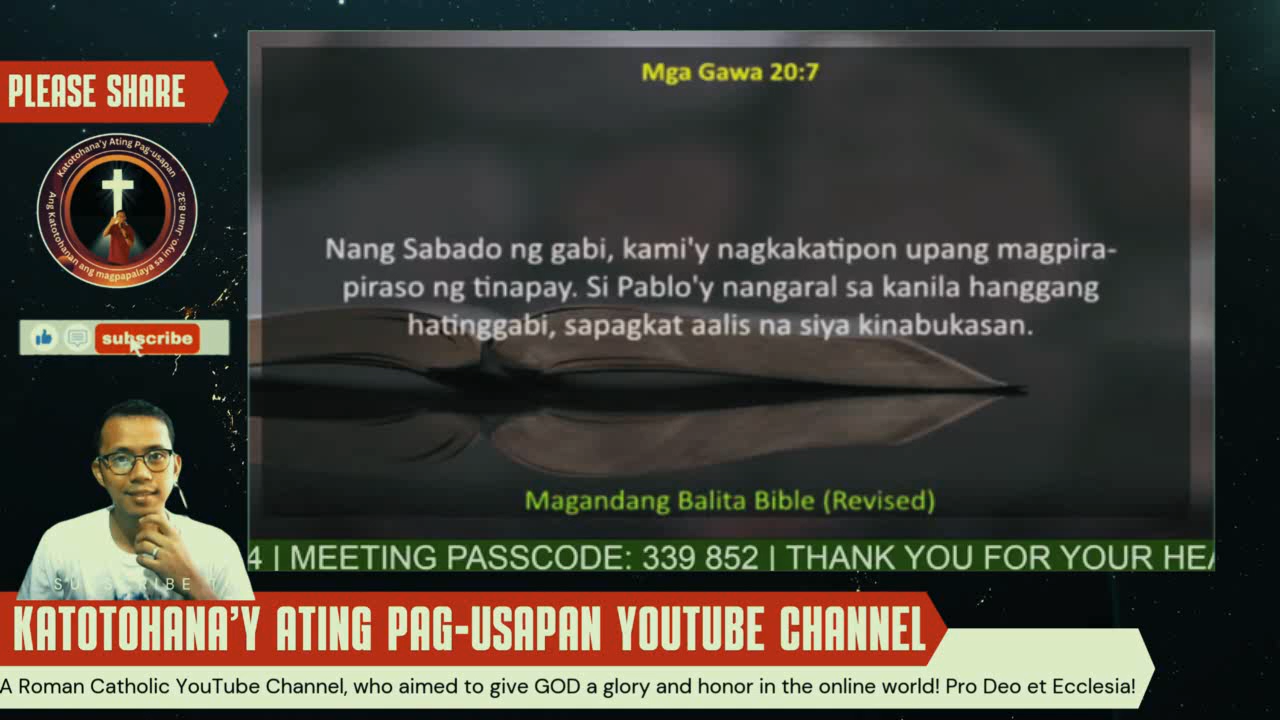 PLEASE SHARE
Katotohana'y Ating Pag-usapan
Ang Katotohanan ang magpapalaya sa inyo. Juan 8:32
subscribe
Mga Gawa 20:7
Nang Sabado ng gabi, kami'y nagkakatipon upang magpira-
piraso ng tinapay. Si Pablo'y nangaral sa kanila hanggang
hatinggabi, sapagkat aalis na siya kinabukasan.
Magandang Balita Bible (Revised)
4 | MEETING PASSCODE: 339 852 | THANK YOU FOR YOUR HEA
KATOTOHANA'Y ATING PAG-USAPAN YOUTUBE CHANNEL
A Roman Catholic YouTube Channel, who aimed to give GOD a glory and honor in the online world! Pro Deo et Ecclesia!